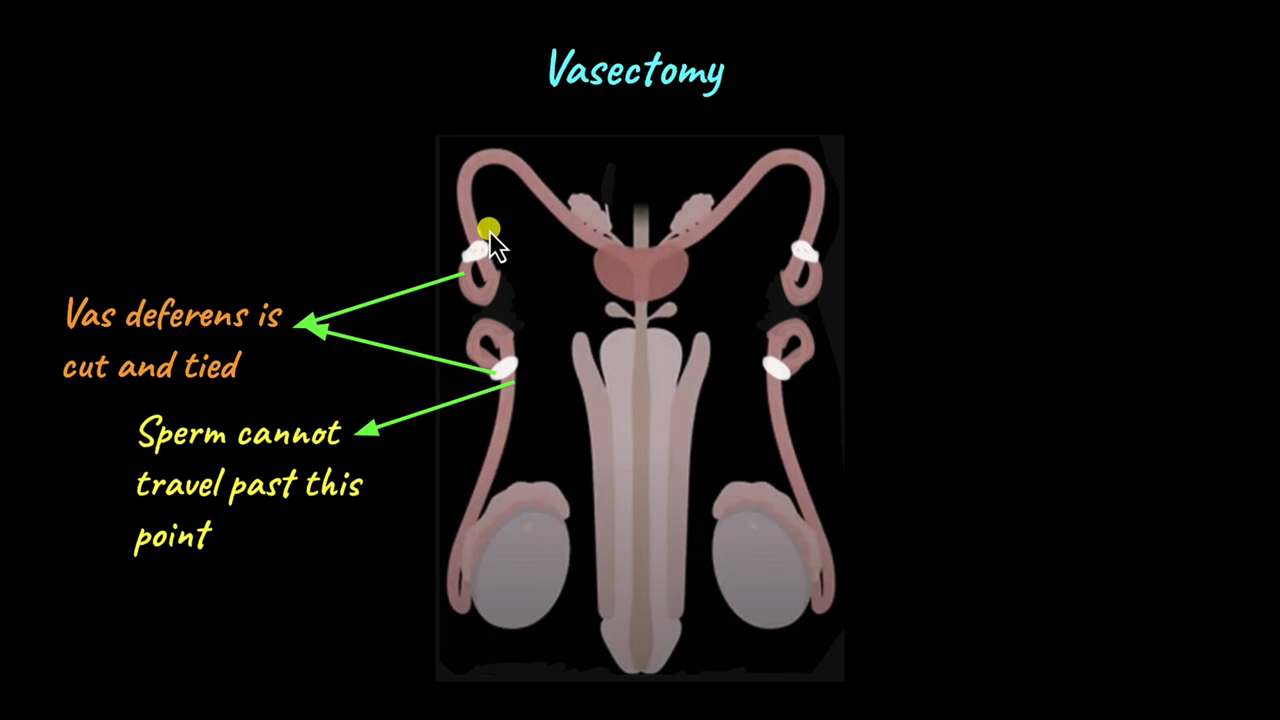 Vasectomy
Vas deferens is
cut and tied
Sperm cannot
travel past this
point